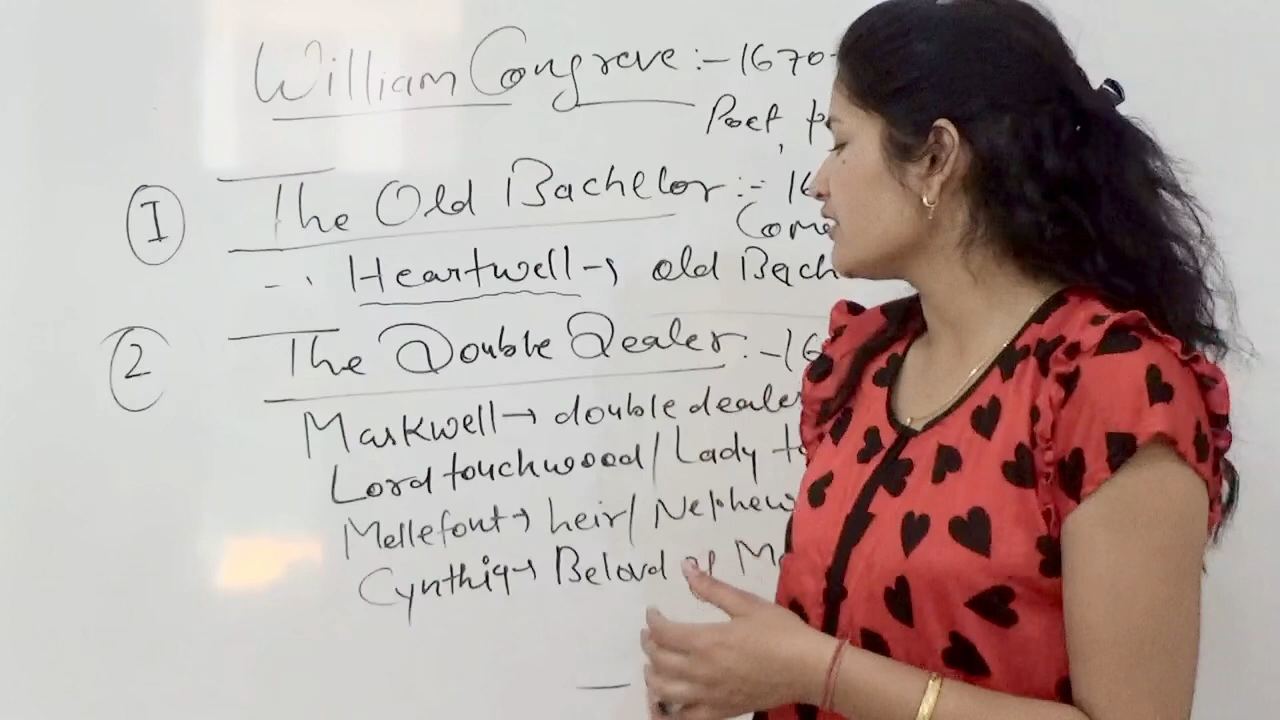 William Congreve :- 1670-
Poet, p
1 The Old Bachelor :- 16
Come
Heartwell → old Bach
2 The Double Dealer :- 16
Maskwell → double dealer
Lord touchwood / Lady to
Mellefont → heir / Nephew
Cynthia → Belovd of M